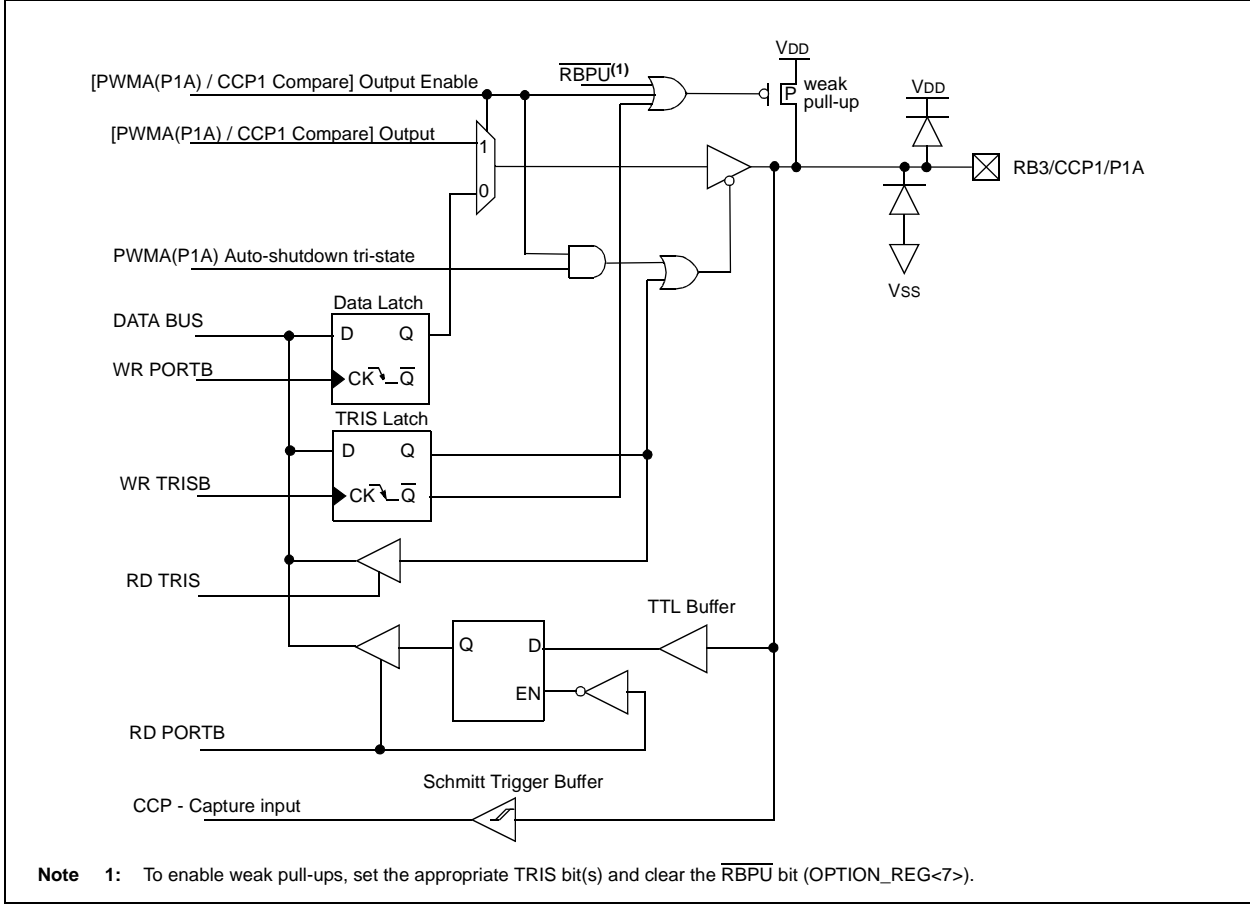 VDD
[PWMA(P1A) / CCP1 Compare] Output Enable
RBPU(1)
P
weak
pull-up
VDD
[PWMA(P1A) / CCP1 Compare] Output
1
RB3/CCP1/P1A
0
PWMA(P1A) Auto-shutdown tri-state
VSS
Data Latch
DATA BUS
D Q
WR PORTB
CK Q
TRIS Latch
D Q
WR TRISB
CK Q
RD TRIS
TTL Buffer
Q D
EN
RD PORTB
Schmitt Trigger Buffer
CCP - Capture input
Note 1: To enable weak pull-ups, set the appropriate TRIS bit(s) and clear the RBPU bit (OPTION_REG<7>).